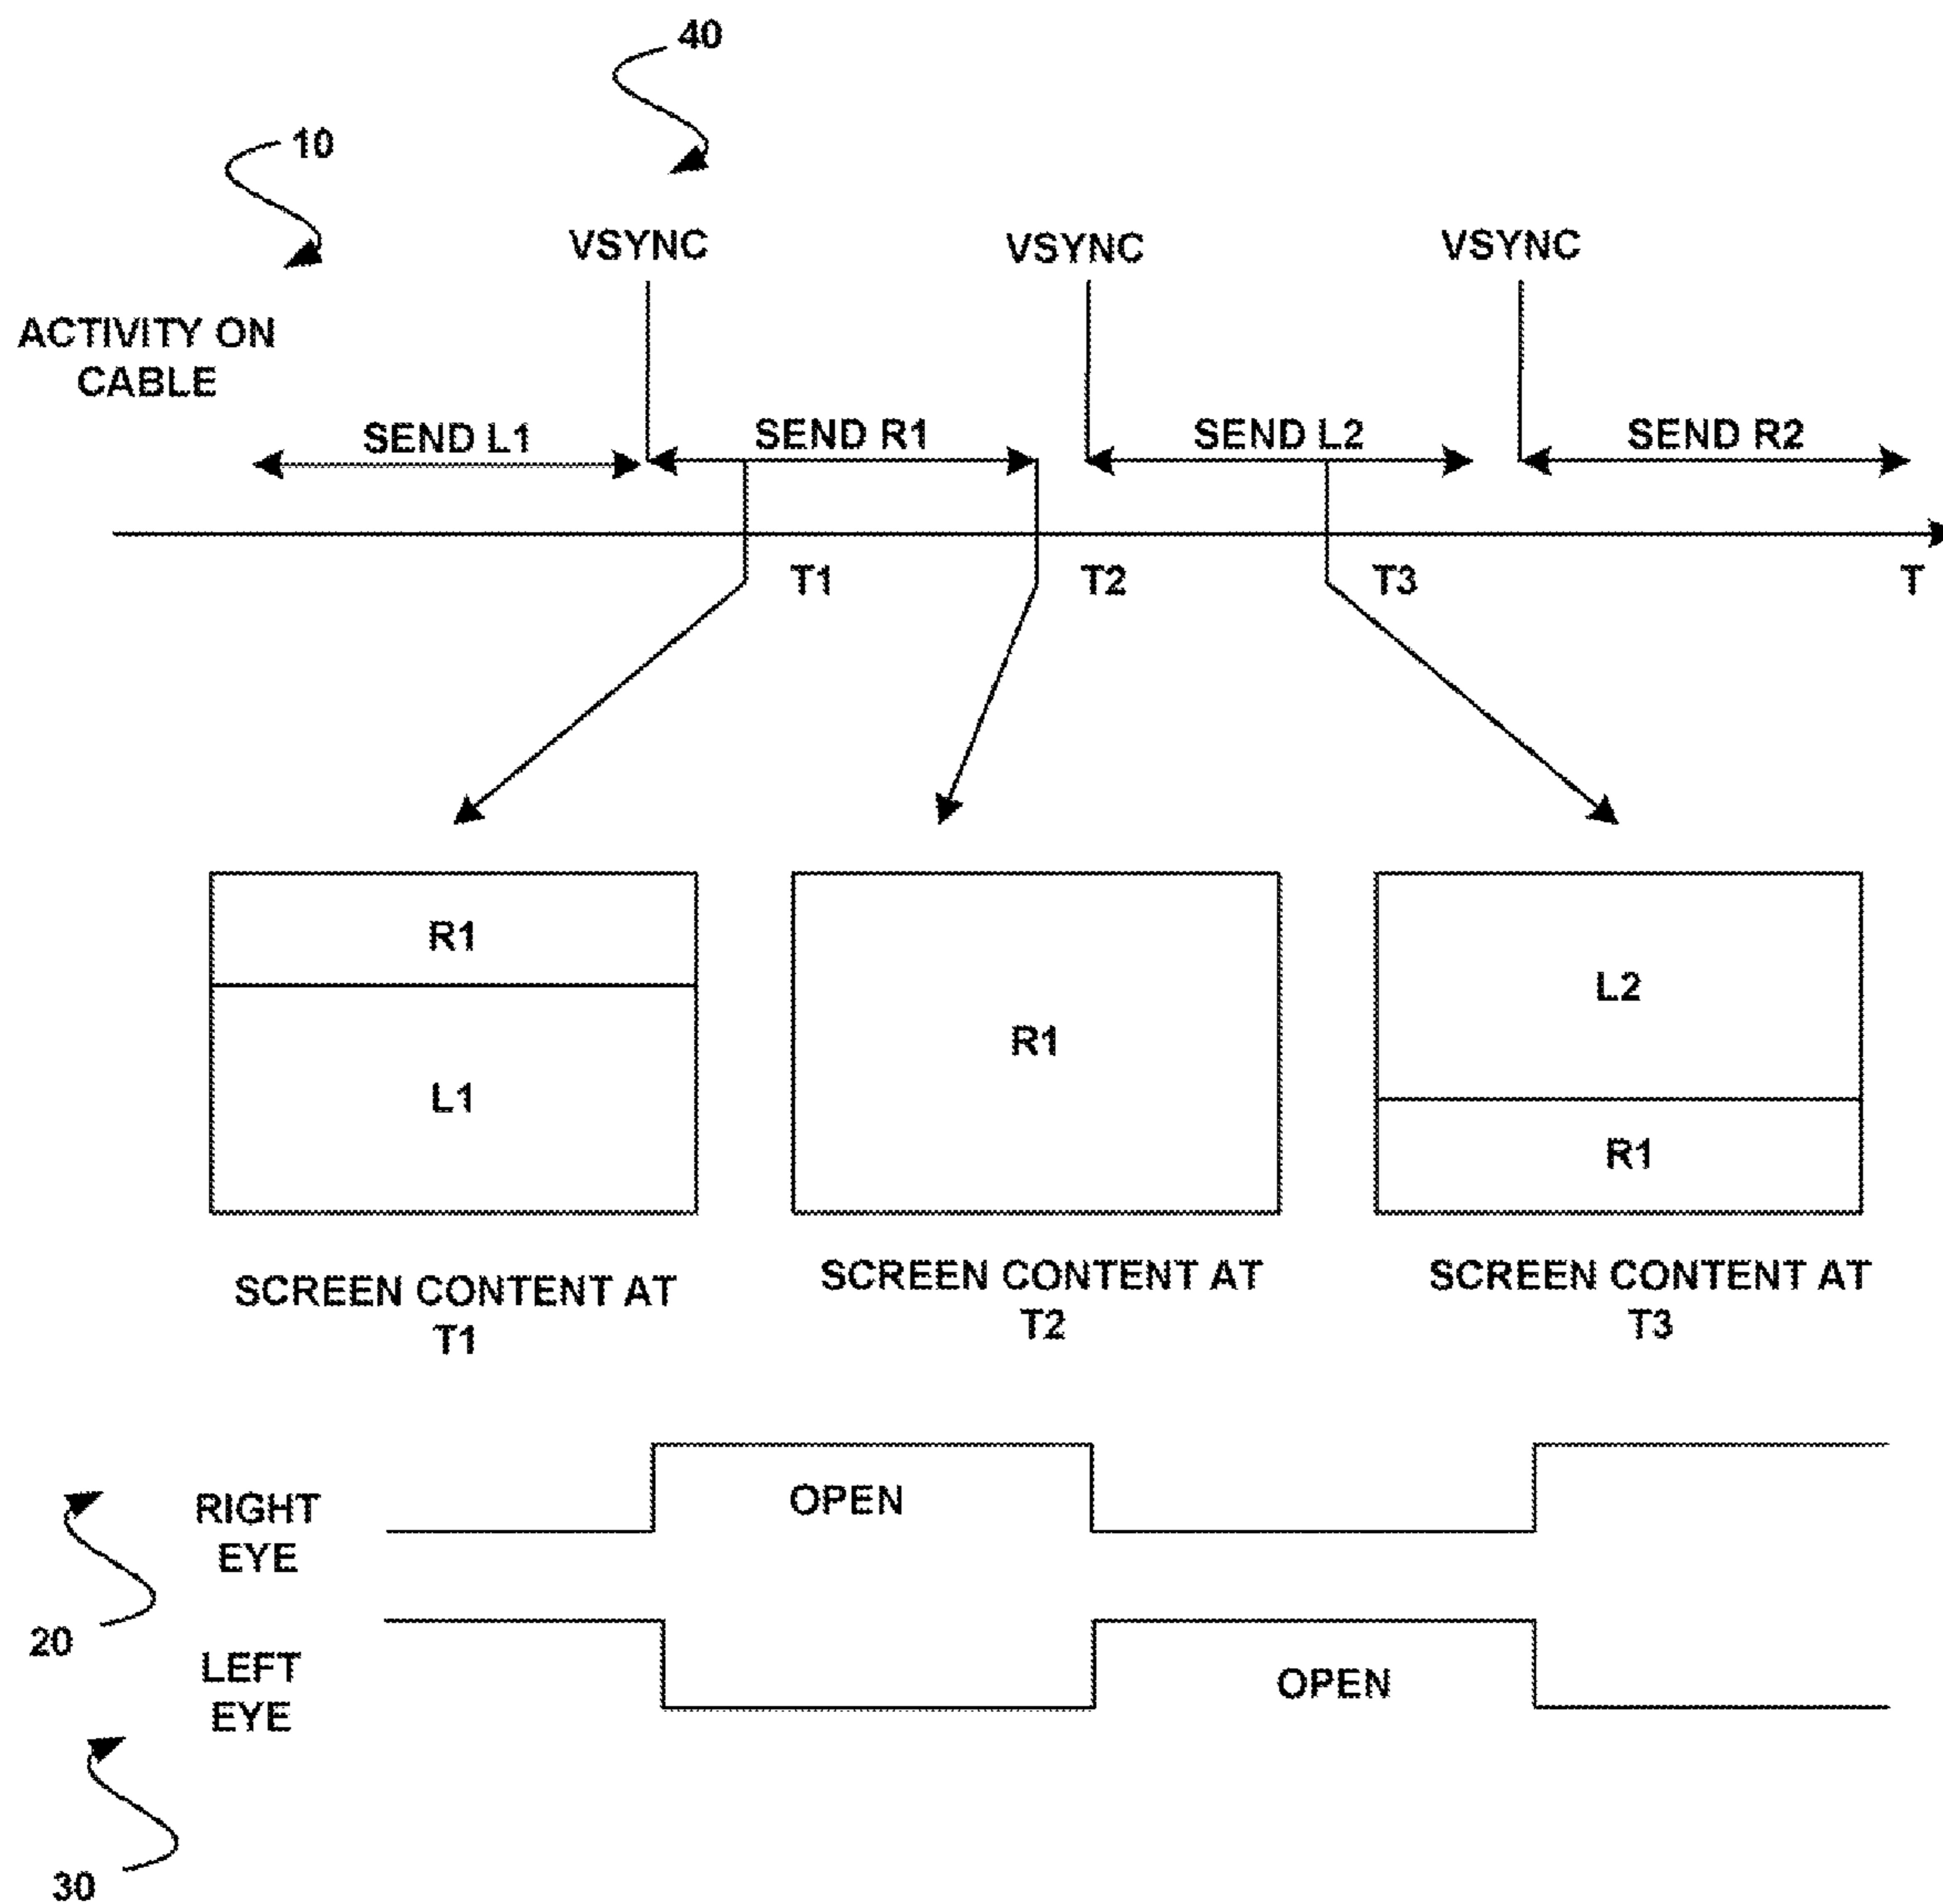 40
10
VSYNC
VSYNC
VSYNC
ACTIVITY ON
CABLE
SEND L1
SEND R1
SEND L2
SEND R2
T1
T2
T3
T
R1
L1
R1
L2
R1
SCREEN CONTENT AT
T1
SCREEN CONTENT AT
T2
SCREEN CONTENT AT
T3
RIGHT
EYE
OPEN
20
LEFT
EYE
OPEN
30